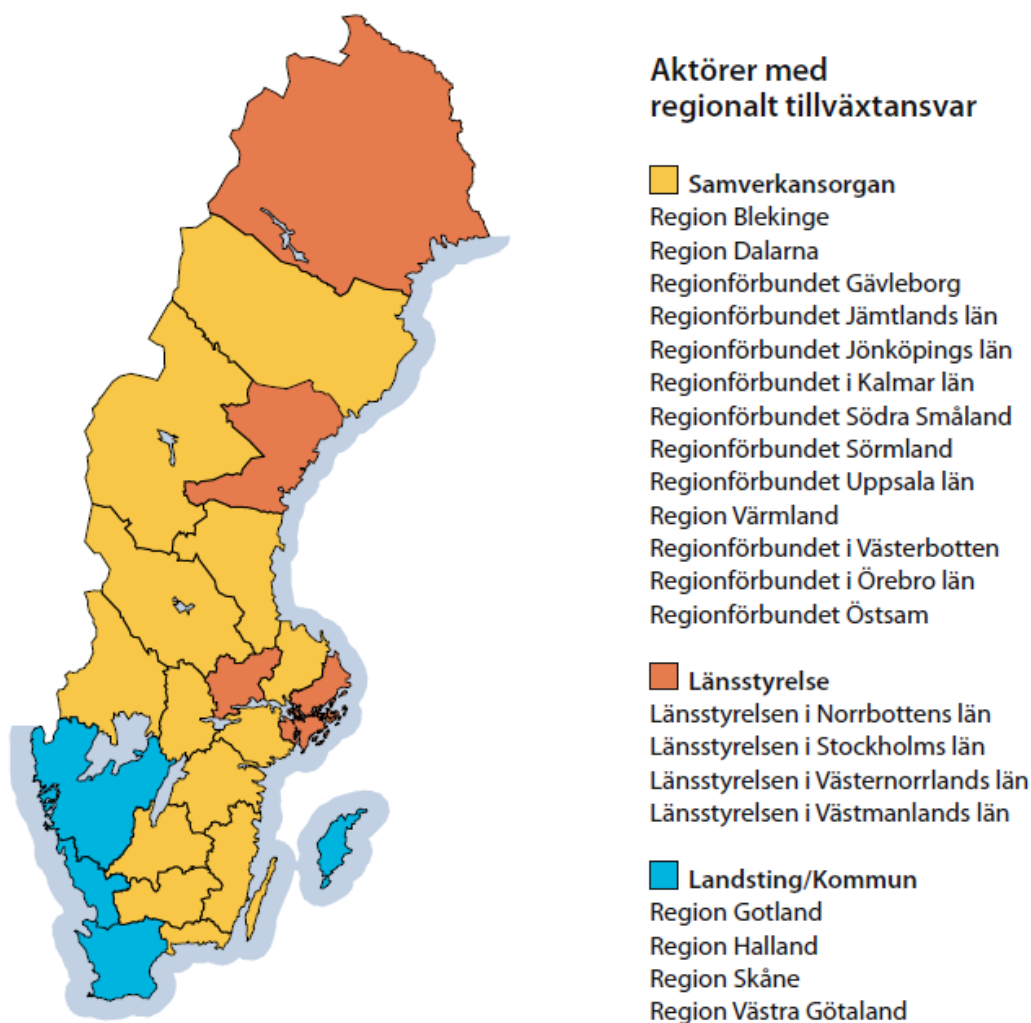 Aktörer med
regionalt tillväxtansvar
Samverkansorgan
Region Blekinge
Region Dalarna
Regionförbundet Gävleborg
Regionförbundet Jämtlands län
Regionförbundet Jönköpings län
Regionförbundet i Kalmar län
Regionförbundet Södra Småland
Regionförbundet Sörmland
Regionförbundet Uppsala län
Region Värmland
Regionförbundet i Västerbotten
Regionförbundet i Örebro län
Regionförbundet Östsam
Länsstyrelse
Länsstyrelsen i Norrbottens län
Länsstyrelsen i Stockholms län
Länsstyrelsen i Västernorrlands län
Länsstyrelsen i Västmanlands län
Landsting/Kommun
Region Gotland
Region Halland
Region Skåne
Region Västra Götaland